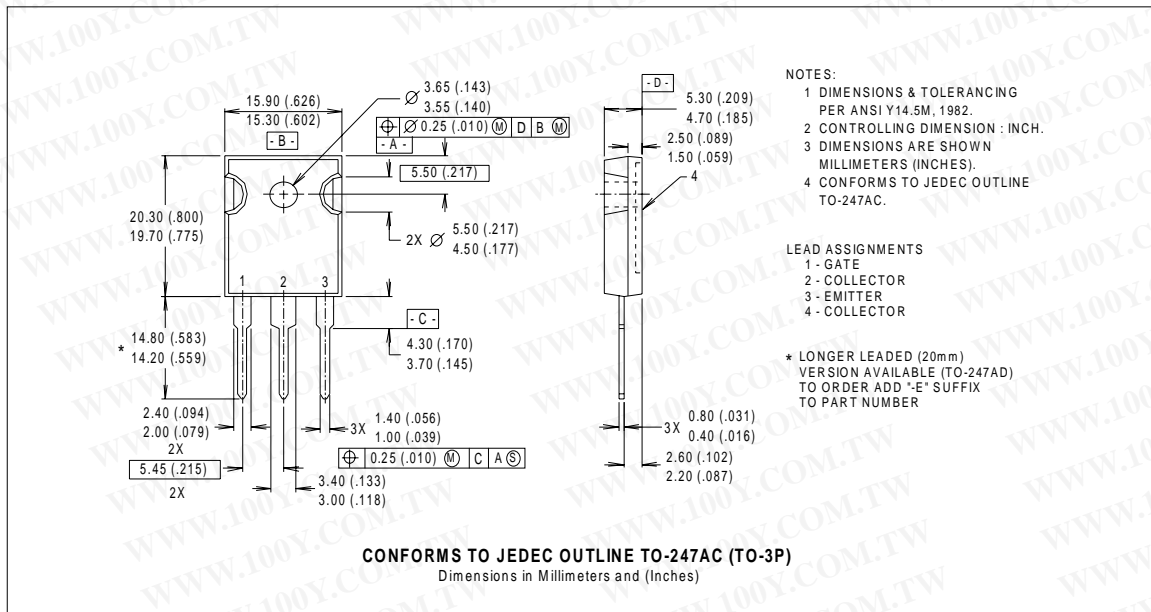 15.90 (.626)
15.30 (.602)
- B -
Ø 3.65 (.143)
3.55 (.140)
⌖ Ø 0.25 (.010) Ⓜ D B Ⓜ
- A -
5.50 (.217)
20.30 (.800)
19.70 (.775)
2X Ø 5.50 (.217)
4.50 (.177)
1 2 3
- C -
* 14.80 (.583)
14.20 (.559)
4.30 (.170)
3.70 (.145)
2.40 (.094)
2.00 (.079)
2X
5.45 (.215)
2X
3X 1.40 (.056)
1.00 (.039)
⌖ 0.25 (.010) Ⓜ C A Ⓢ
3.40 (.133)
3.00 (.118)
- D -
5.30 (.209)
4.70 (.185)
2.50 (.089)
1.50 (.059)
4
3X 0.80 (.031)
0.40 (.016)
2.60 (.102)
2.20 (.087)
NOTES:
1 DIMENSIONS & TOLERANCING
PER ANSI Y14.5M, 1982.
2 CONTROLLING DIMENSION : INCH.
3 DIMENSIONS ARE SHOWN
MILLIMETERS (INCHES).
4 CONFORMS TO JEDEC OUTLINE
TO-247AC.
LEAD ASSIGNMENTS
1 - GATE
2 - COLLECTOR
3 - EMITTER
4 - COLLECTOR
* LONGER LEADED (20mm)
VERSION AVAILABLE (TO-247AD)
TO ORDER ADD "-E" SUFFIX
TO PART NUMBER
CONFORMS TO JEDEC OUTLINE TO-247AC (TO-3P)
Dimensions in Millimeters and (Inches)
WWW.100Y.COM.TW